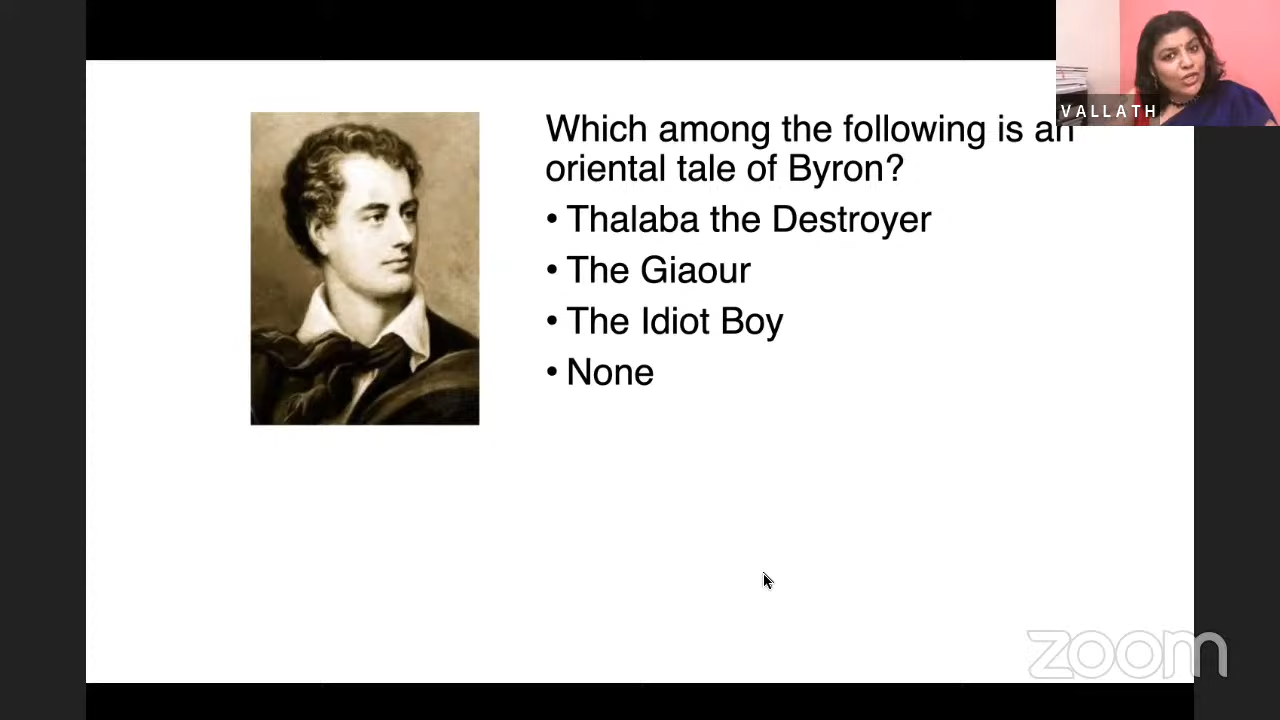 VALLATH
Which among the following is an
oriental tale of Byron?
• Thalaba the Destroyer
• The Giaour
• The Idiot Boy
• None
zoom